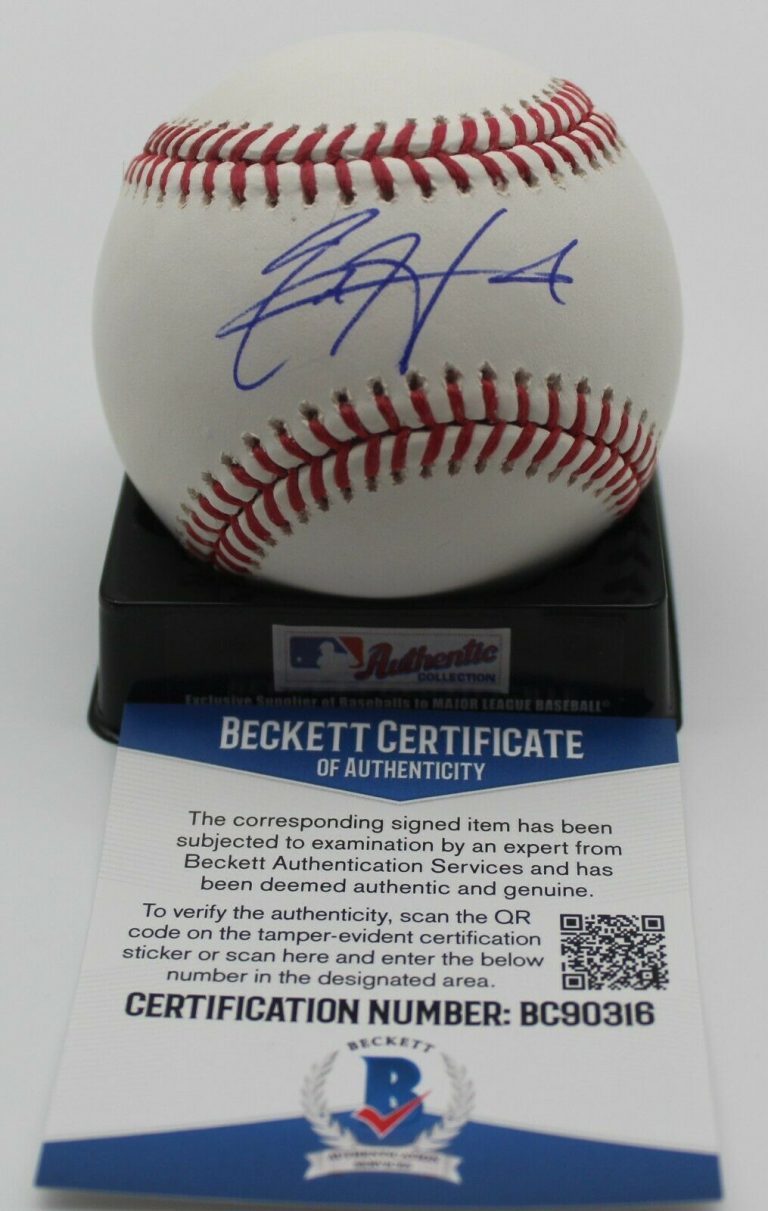 Authentic
COLLECTION
Exclusive Supplier of Baseballs to MAJOR LEAGUE BASEBALL®
BECKETT CERTIFICATE
OF AUTHENTICITY
The corresponding signed item has been
subjected to examination by an expert from
Beckett Authentication Services and has
been deemed authentic and genuine.
To verify the authenticity, scan the QR
code on the tamper-evident certification
sticker or scan here and enter the below
number in the designated area.
CERTIFICATION NUMBER: BC90316
BECKETT
B